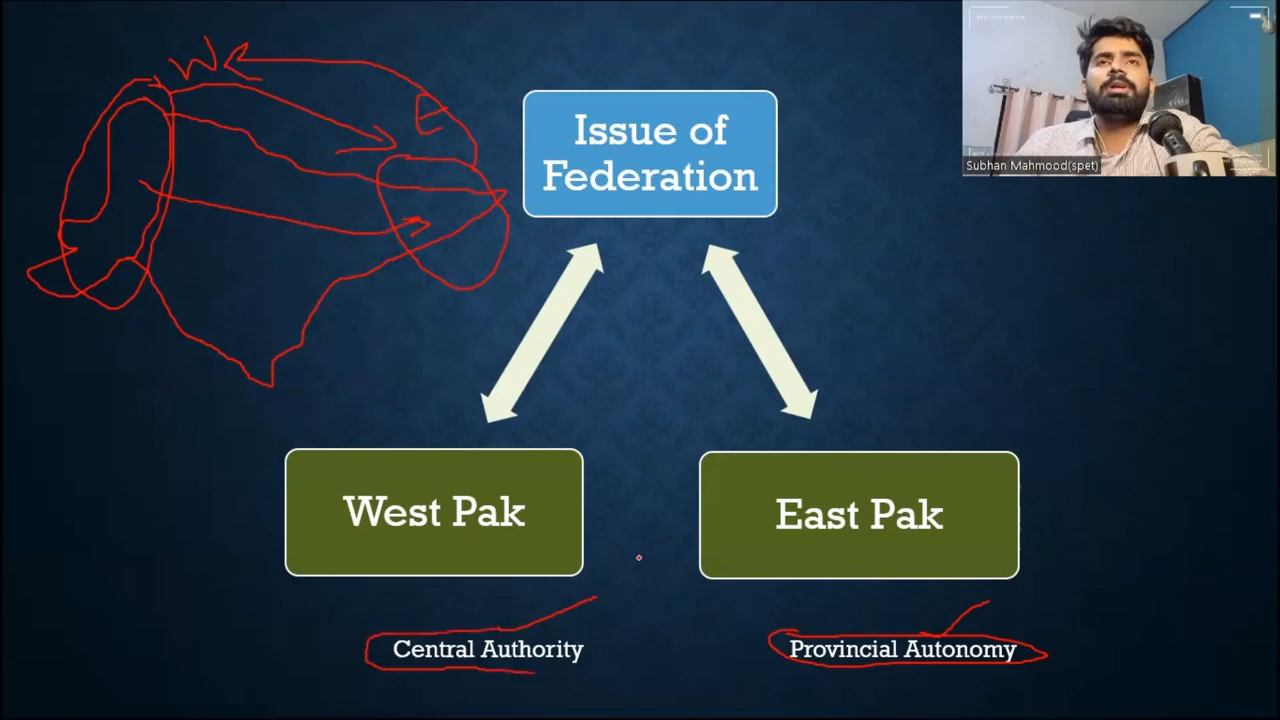 W
E
Issue of
Federation
Subhan Mahmood(spet)
West Pak
East Pak
Central Authority
Provincial Autonomy